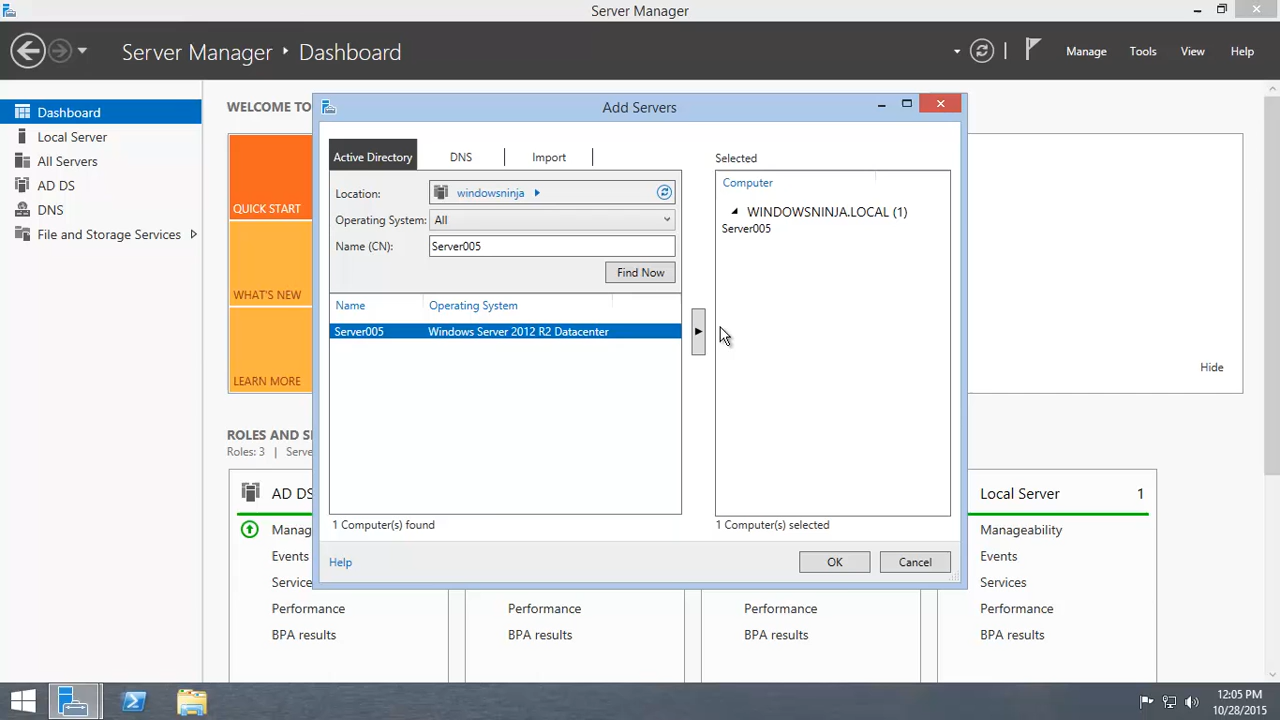 Server Manager
Server Manager • Dashboard
Manage Tools View Help
Dashboard
Local Server
All Servers
AD DS
DNS
File and Storage Services
WELCOME TO
QUICK START
WHAT'S NEW
LEARN MORE
Hide
Add Servers
Active Directory DNS Import
Location: windowsninja
Operating System: All
Name (CN): Server005
Find Now
Name Operating System
Server005 Windows Server 2012 R2 Datacenter
1 Computer(s) found
Selected
Computer
WINDOWSNINJA.LOCAL (1)
Server005
1 Computer(s) selected
Help
OK Cancel
ROLES AND SE
Roles: 3 | Serve
AD DS
Manag
Events
Service
Performance
BPA results
Performance
BPA results
Performance
BPA results
Local Server 1
Manageability
Events
Services
Performance
BPA results
12:05 PM
10/28/2015